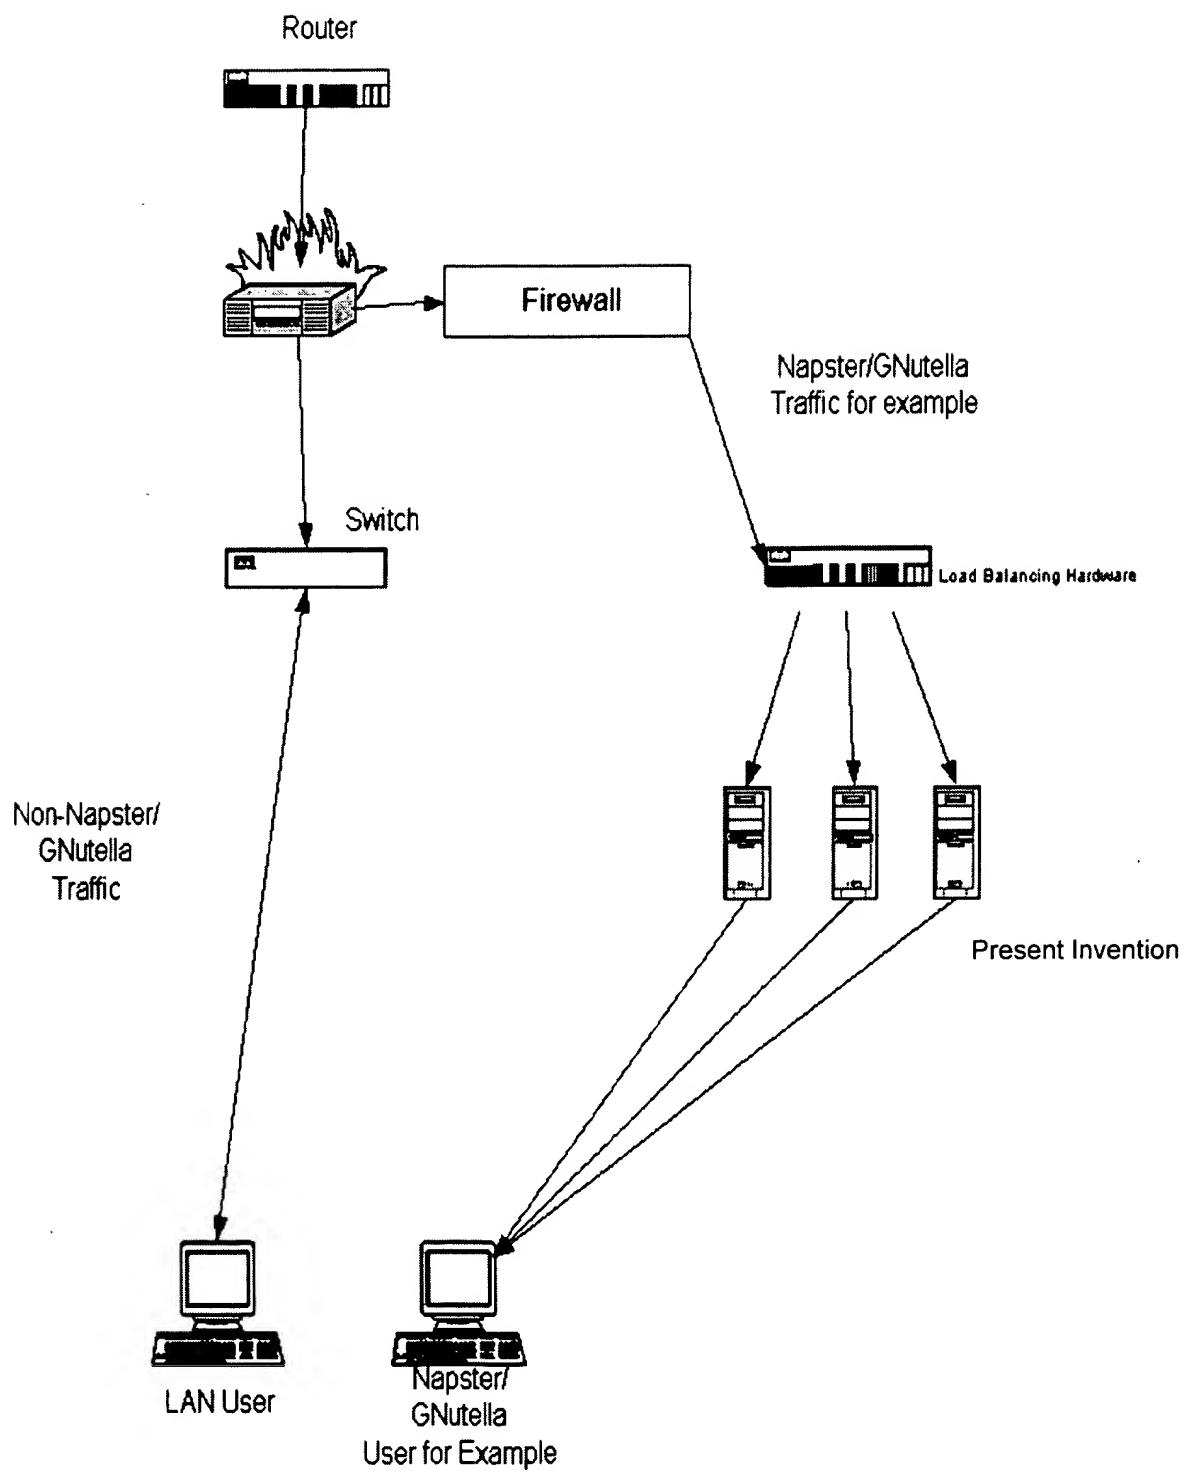 Router
Firewall
Napster/GNutella
Traffic for example
Switch
Load Balancing Hardware
Non-Napster/
GNutella
Traffic
Present Invention
LAN User
Napster/
GNutella
User for Example